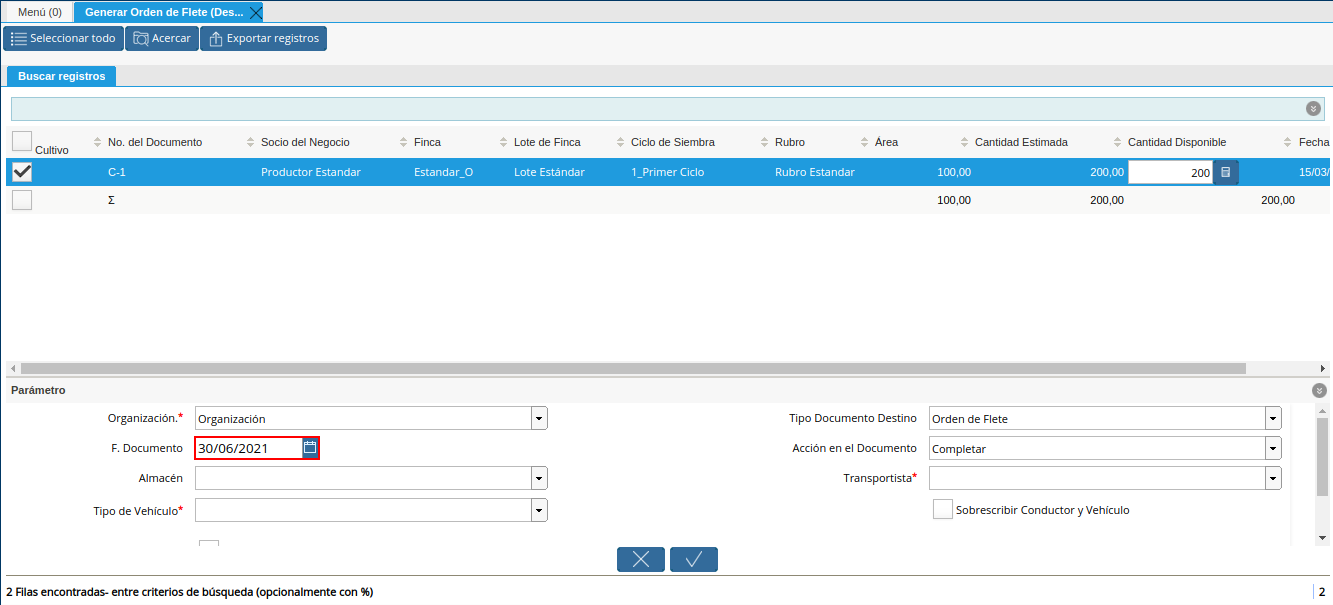 Menú (0) Generar Orden de Flete (Des...
Seleccionar todo Acercar Exportar registros
Buscar registros
Cultivo No. del Documento Socio del Negocio Finca Lote de Finca Ciclo de Siembra Rubro Área Cantidad Estimada Cantidad Disponible Fecha
C-1 Productor Estandar Estandar_O Lote Estándar 1_Primer Ciclo Rubro Estandar 100,00 200,00 200 15/03/
Σ 100,00 200,00 200,00
Parámetro
Organización.* Organización Tipo Documento Destino Orden de Flete
F. Documento 30/06/2021 Acción en el Documento Completar
Almacén Transportista*
Tipo de Vehículo* Sobrescribir Conductor y Vehículo
2 Filas encontradas- entre criterios de búsqueda (opcionalmente con %) 2